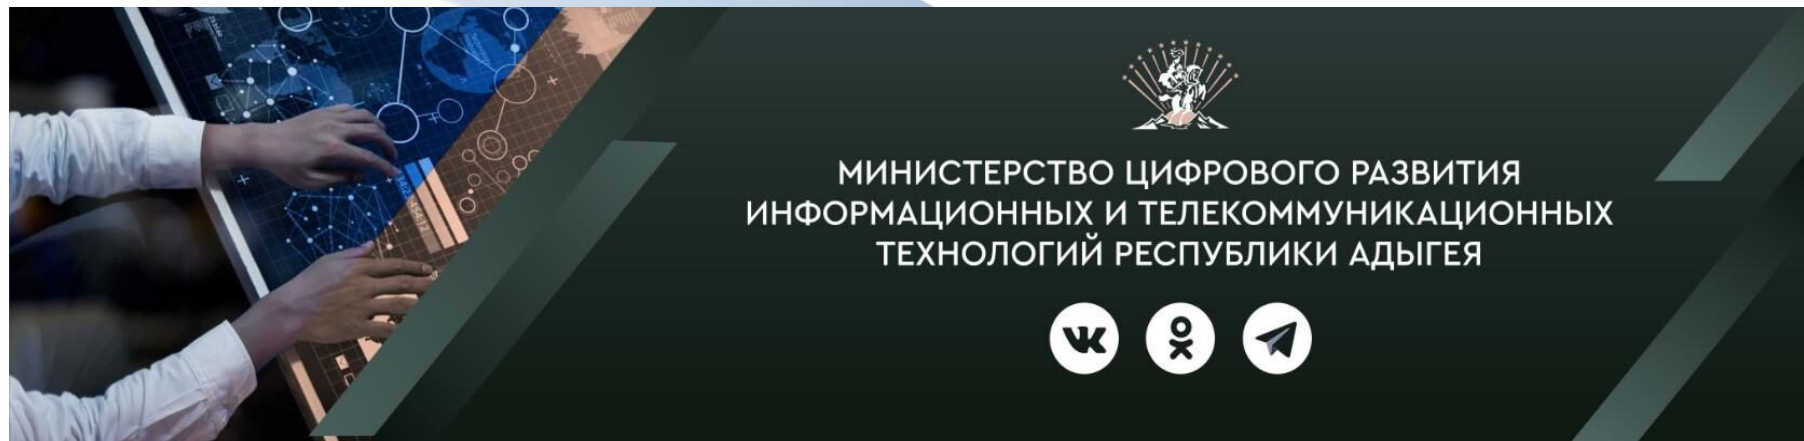 МИНИСТЕРСТВО ЦИФРОВОГО РАЗВИТИЯ
ИНФОРМАЦИОННЫХ И ТЕЛЕКОММУНИКАЦИОННЫХ
ТЕХНОЛОГИЙ РЕСПУБЛИКИ АДЫГЕЯ